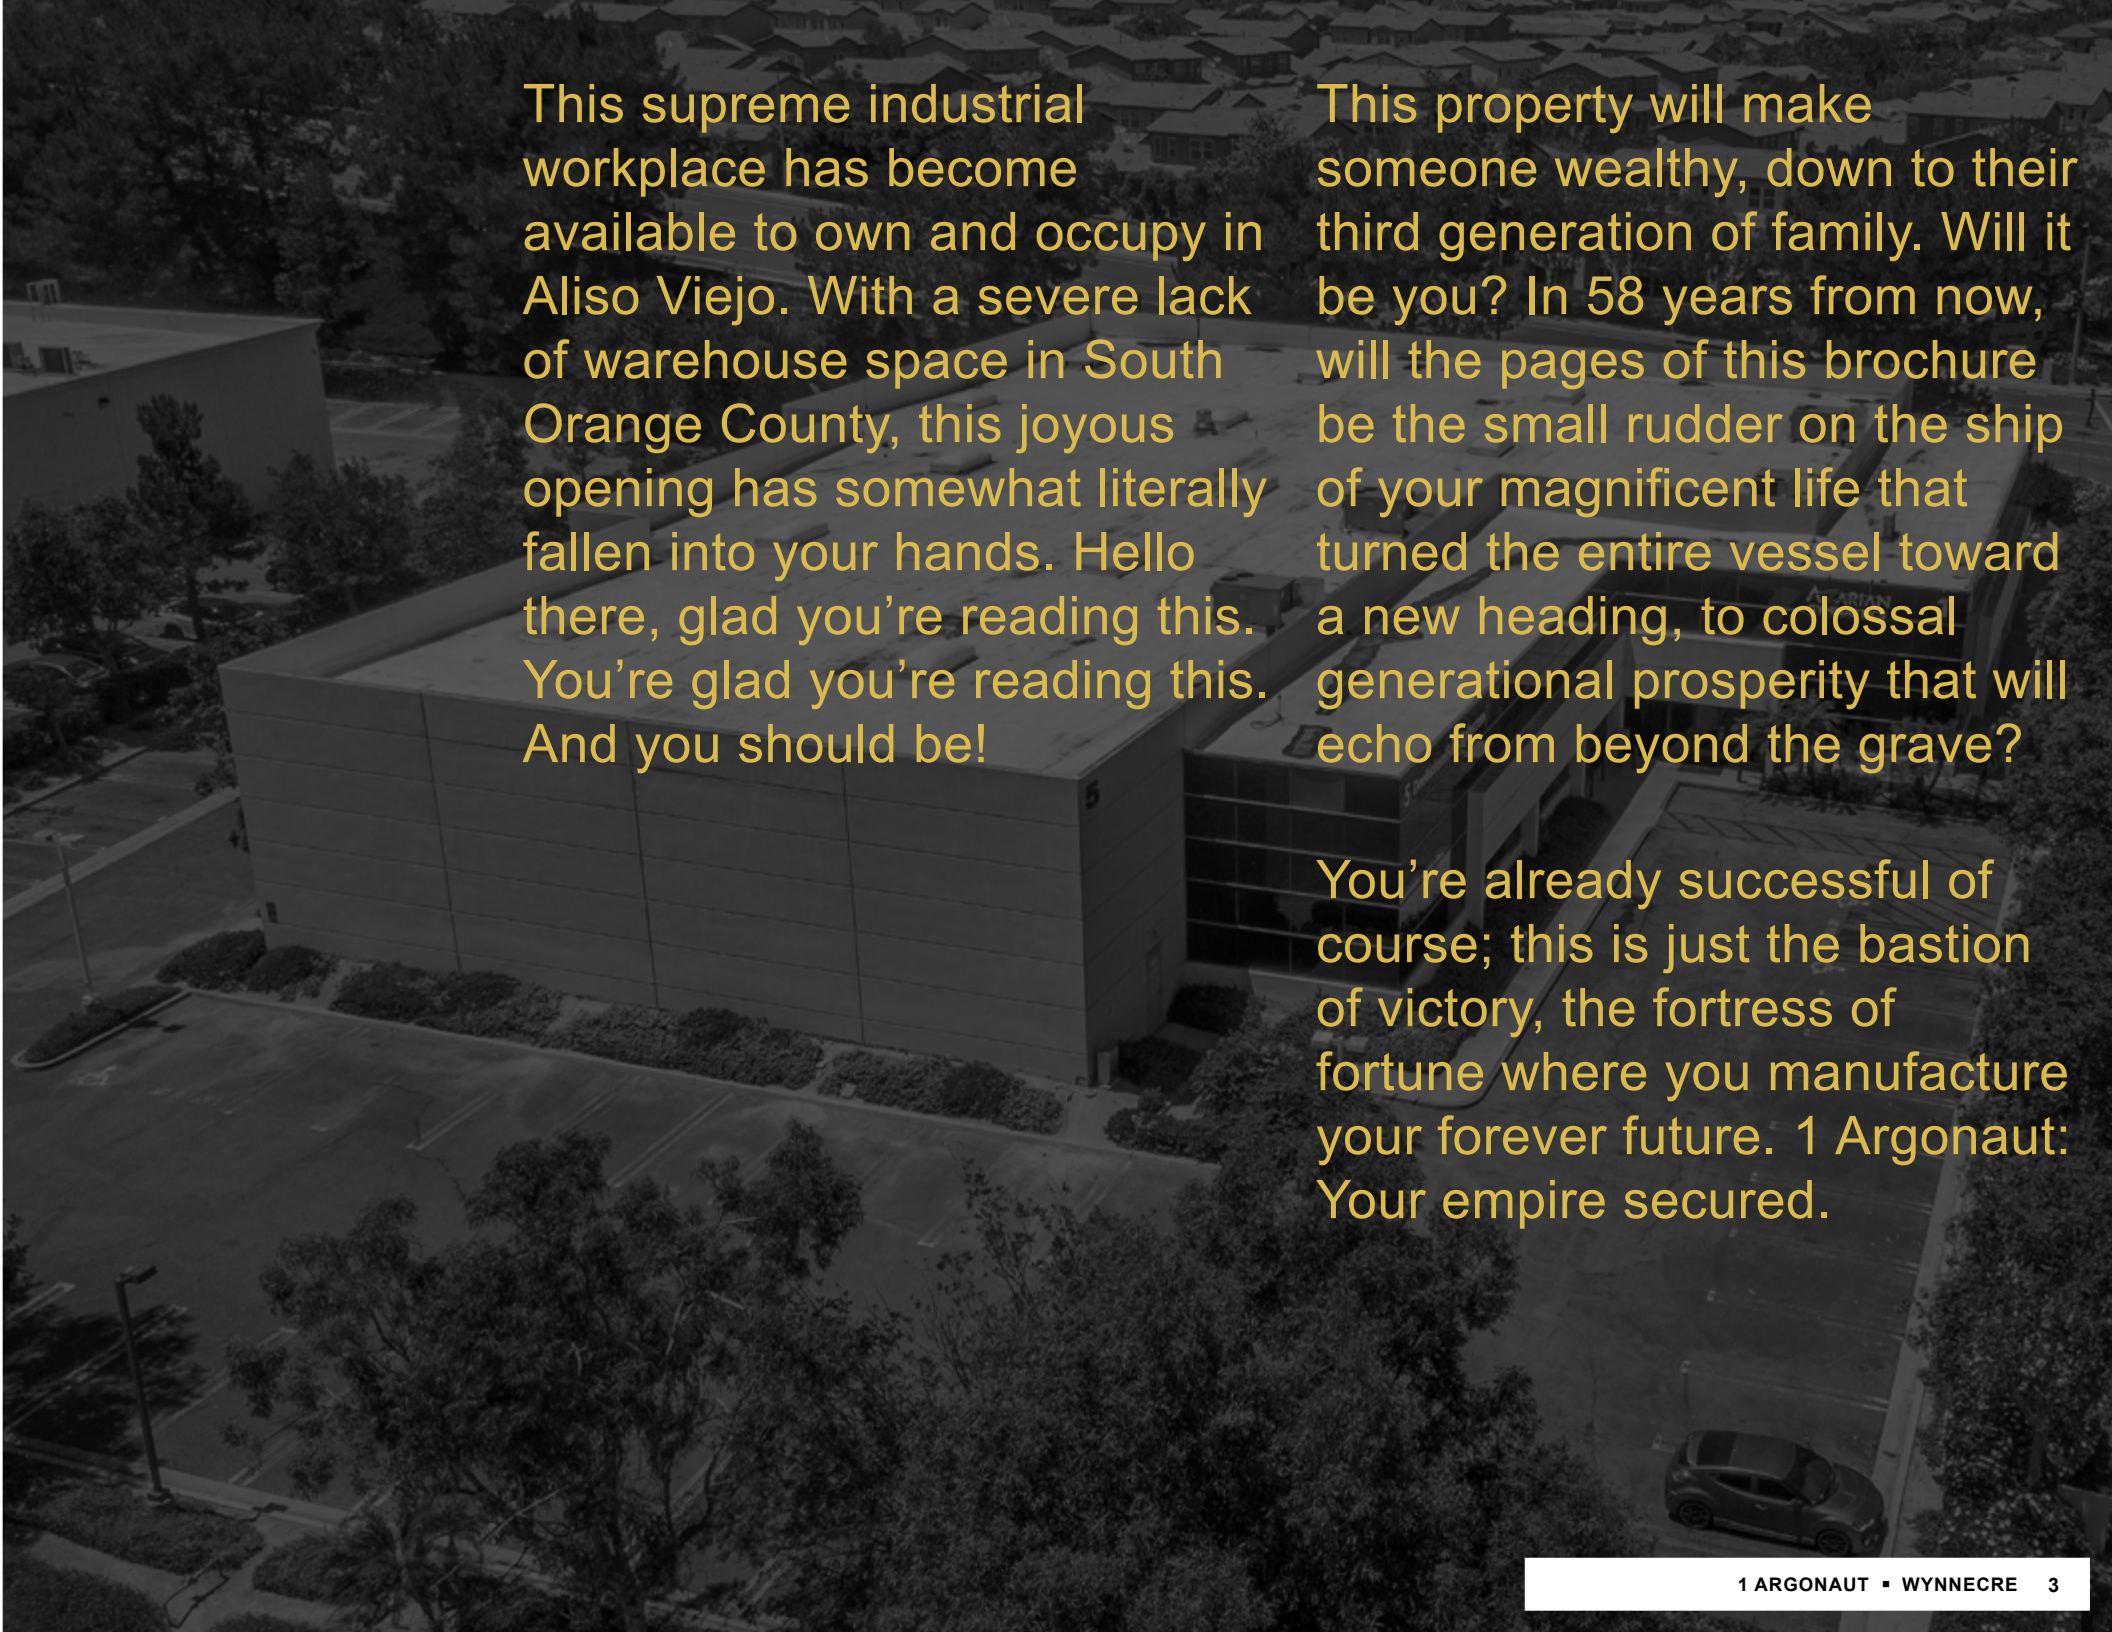 This supreme industrial
workplace has become
available to own and occupy in
Aliso Viejo. With a severe lack
of warehouse space in South
Orange County, this joyous
opening has somewhat literally
fallen into your hands. Hello
there, glad you’re reading this.
You’re glad you’re reading this.
And you should be!
This property will make
someone wealthy, down to their
third generation of family. Will it
be you? In 58 years from now,
will the pages of this brochure
be the small rudder on the ship
of your magnificent life that
turned the entire vessel toward
a new heading, to colossal
generational prosperity that will
echo from beyond the grave?
You’re already successful of
course; this is just the bastion
of victory, the fortress of
fortune where you manufacture
your forever future. 1 Argonaut:
Your empire secured.
5
1 ARGONAUT ▪ WYNNECRE 3